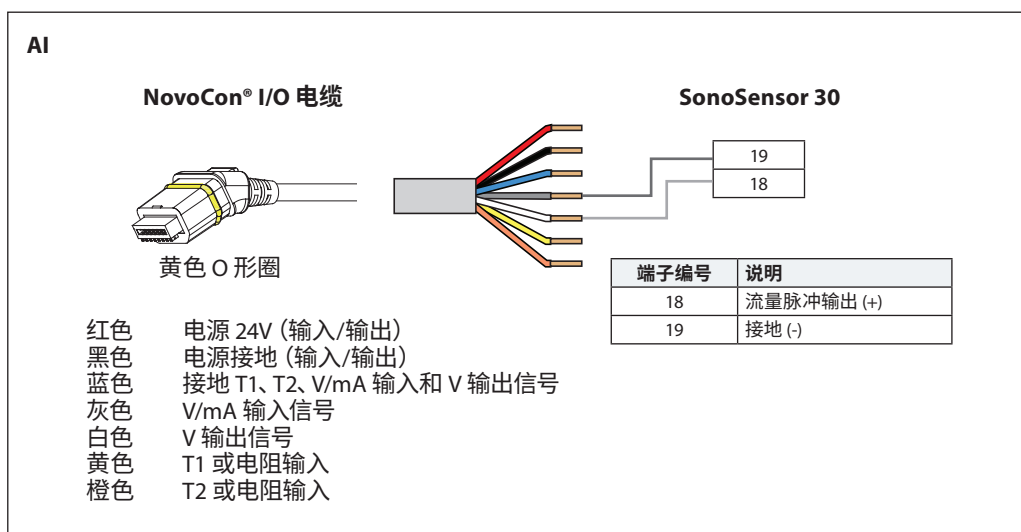 AI
NovoCon® I/O 电缆
SonoSensor 30
19
18
黄色 O 形圈
端子编号 说明
18 流量脉冲输出 (+)
19 接地 (-)
红色 电源 24V (输入/输出)
黑色 电源接地 (输入/输出)
蓝色 接地 T1、T2、V/mA 输入和 V 输出信号
灰色 V/mA 输入信号
白色 V 输出信号
黄色 T1 或电阻输入
橙色 T2 或电阻输入